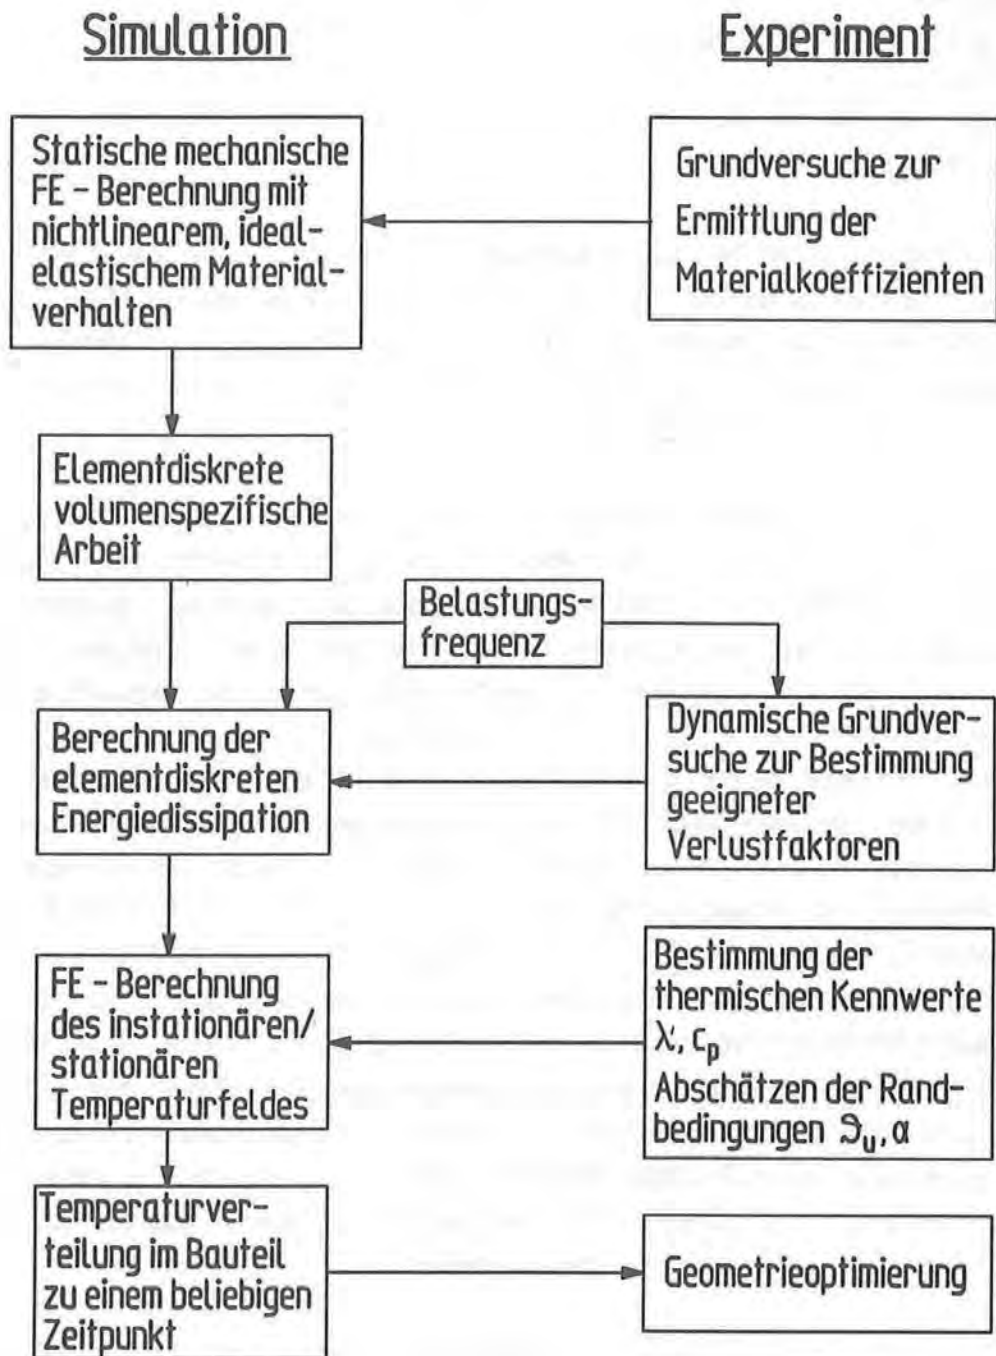 Simulation
Experiment
Statische mechanische
FE - Berechnung mit
nichtlinearem, ideal-
elastischem Material-
verhalten
Grundversuche zur
Ermittlung der
Materialkoeffizienten
Elementdiskrete
volumenspezifische
Arbeit
Belastungs-
frequenz
Berechnung der
elementdiskreten
Energiedissipation
Dynamische Grundver-
suche zur Bestimmung
geeigneter
Verlustfaktoren
FE - Berechnung
des instationären/
stationären
Temperaturfeldes
Bestimmung der
thermischen Kennwerte
λ, cₚ
Abschätzen der Rand-
bedingungen ϑᵤ, α
Temperaturver-
teilung im Bauteil
zu einem beliebigen
Zeitpunkt
Geometrieoptimierung